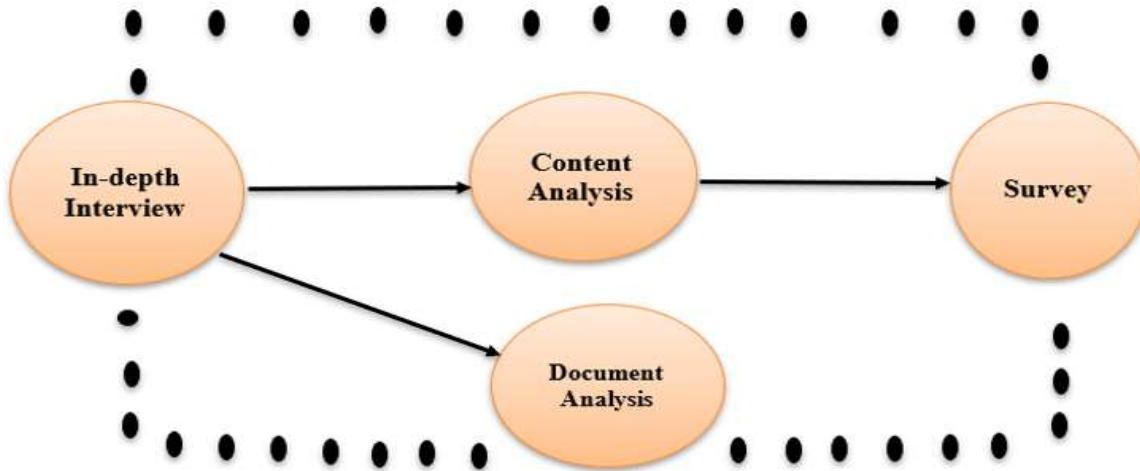 In-depth
Interview
Content
Analysis
Survey
Document
Analysis